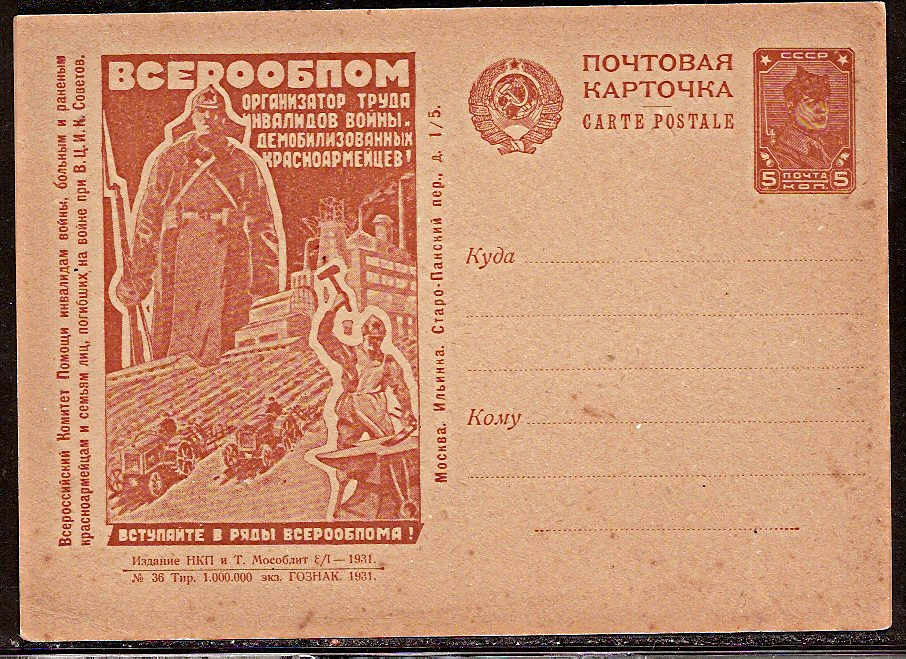 Всероссийский Комитет Помощи инвалидам войны, больным и раненым
красноармейцам и семьям лиц, погибших на войне при В.Ц.И.К. Советов.
ВСЕРООБПОМ
ОРГАНИЗАТОР ТРУДА
ИНВАЛИДОВ ВОЙНЫ.
ДЕМОБИЛИЗОВАННЫХ
КРАСНОАРМЕЙЦЕВ!
ВСТУПАЙТЕ В РЯДЫ ВСЕРООБПОМА!
Издание НКП и Т. Мособлит £/I—1931.
№ 36 Тир. 1.000.000 экз. ГОЗНАК. 1931.
Москва. Ильинка. Старо-Панский пер., д. 1/5.
ПОЧТОВАЯ
КАРТОЧКА
CARTE POSTALE
СССР
5 ПОЧТА 5
КОП.
Куда
Кому